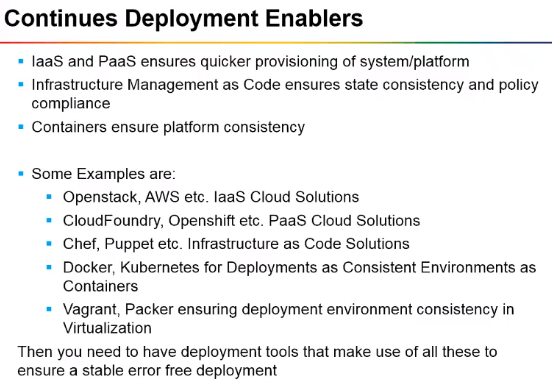 Continues Deployment Enablers
IaaS and PaaS ensures quicker provisioning of system/platform
Infrastructure Management as Code ensures state consistency and policy
compliance
Containers ensure platform consistency
Some Examples are:
Openstack, AWS etc. IaaS Cloud Solutions
CloudFoundry, Openshift etc. PaaS Cloud Solutions
Chef, Puppet etc. Infrastructure as Code Solutions
Docker, Kubernetes for Deployments as Consistent Environments as
Containers
Vagrant, Packer ensuring deployment environment consistency in
Virtualization
Then you need to have deployment tools that make use of all these to
ensure a stable error free deployment